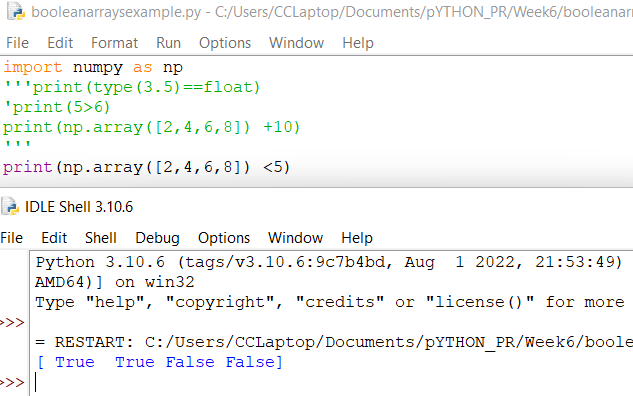 booleanarraysexample.py - C:/Users/CCLaptop/Documents/pYTHON_PR/Week6/booleanar
File Edit Format Run Options Window Help
import numpy as np
'''print(type(3.5)==float)
'print(5>6)
print(np.array([2,4,6,8]) +10)
'''
print(np.array([2,4,6,8]) <5)
IDLE Shell 3.10.6
File Edit Shell Debug Options Window Help
Python 3.10.6 (tags/v3.10.6:9c7b4bd, Aug  1 2022, 21:53:49)
AMD64)] on win32
Type "help", "copyright", "credits" or "license()" for more
>>>
= RESTART: C:/Users/CCLaptop/Documents/pYTHON_PR/Week6/boole
[ True  True False False]
>>>